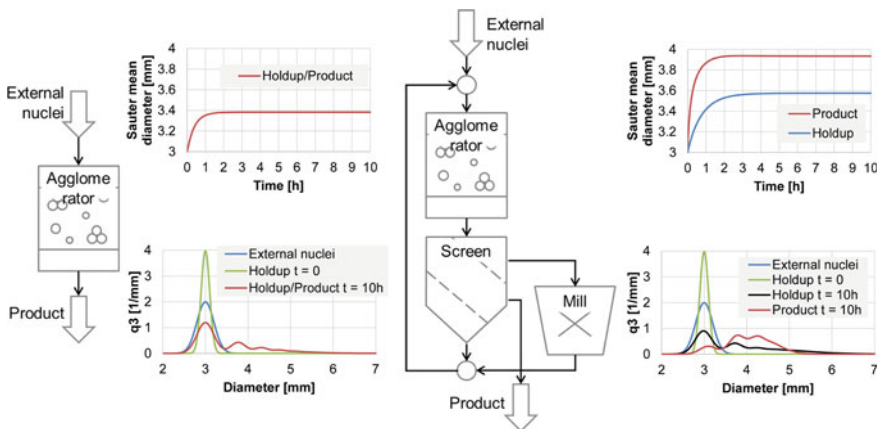 External
nuclei
Agglome
rator
Product
Sauter mean
diameter [mm]
4
3.8
3.6
3.4
3.2
3
Holdup/Product
0 1 2 3 4 5 6 7 8 9 10
Time [h]
q3 [1/mm]
4
3
2
1
0
External nuclei
Holdup t = 0
Holdup/Product t = 10h
2 3 4 5 6 7
Diameter [mm]
External
nuclei
Agglome
rator
Screen
Mill
Product
Sauter mean
diameter [mm]
4
3.8
3.6
3.4
3.2
3
Product
Holdup
0 1 2 3 4 5 6 7 8 9 10
Time [h]
q3 [1/mm]
4
3
2
1
0
External nuclei
Holdup t = 0
Holdup t = 10h
Product t = 10h
2 3 4 5 6 7
Diameter [mm]